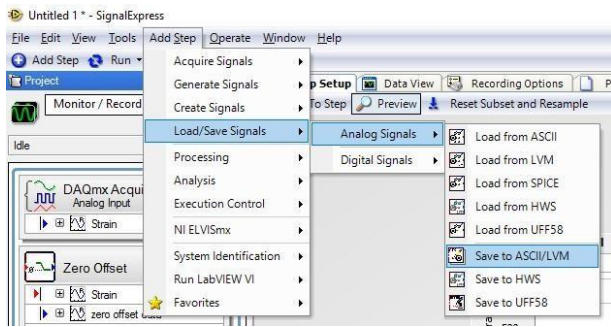 Untitled 1 * - SignalExpress
File Edit View Tools Add Step Operate Window Help
Add Step Run
Project
Monitor / Record
Idle
DAQmx Acqui
Analog Input
Strain
Zero Offset
Strain
zero offset data
Acquire Signals
Generate Signals
Create Signals
Load/Save Signals
Processing
Analysis
Execution Control
NI ELVISmx
System Identification
Run LabVIEW VI
Favorites
p Setup Data View Recording Options P
To Step Preview Reset Subset and Resample
Analog Signals
Digital Signals
Load from ASCII
Load from LVM
Load from SPICE
Load from HWS
Load from UFF58
Save to ASCII/LVM
Save to HWS
Save to UFF58